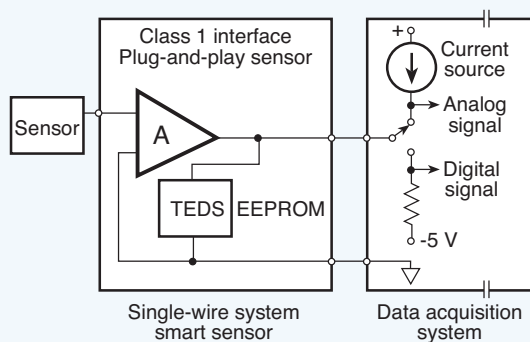 Class 1 interface
Plug-and-play sensor
Sensor
A
TEDS
EEPROM
Single-wire system
smart sensor
+
Current
source
Analog
signal
Digital
signal
-5 V
Data acquisition
system